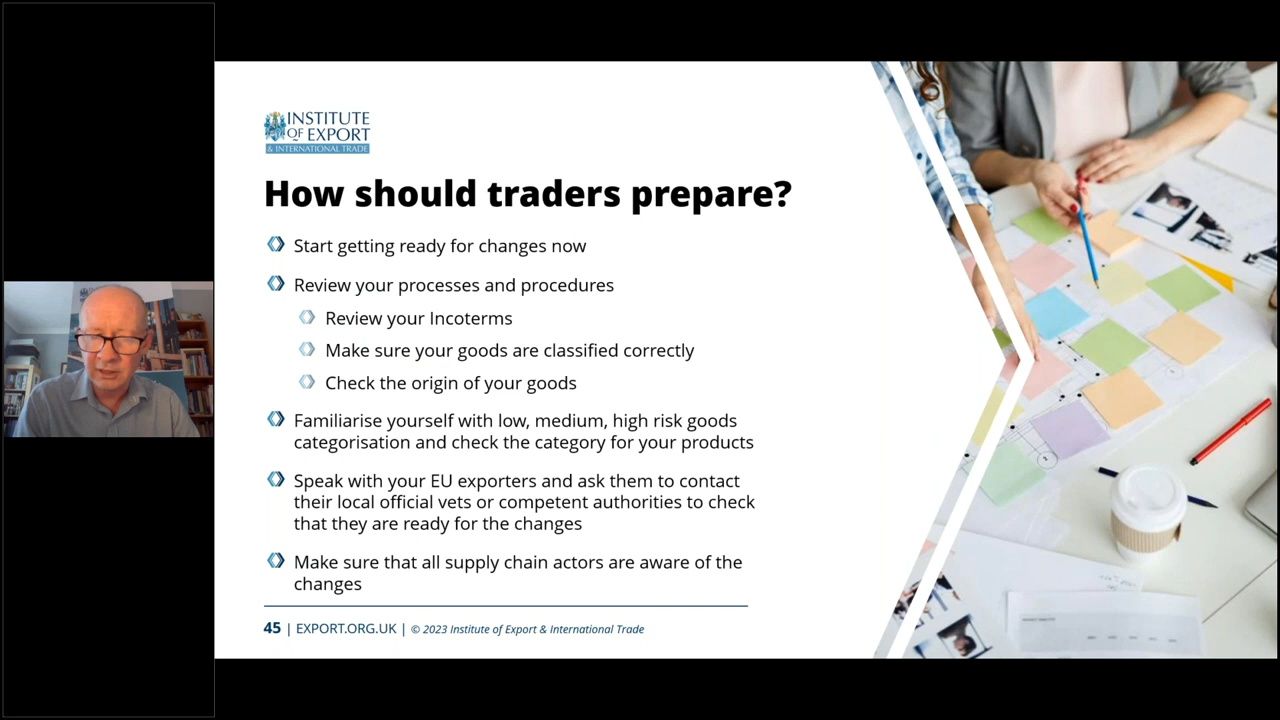 INSTITUTE
OF EXPORT
& INTERNATIONAL TRADE
How should traders prepare?
Start getting ready for changes now
Review your processes and procedures
Review your Incoterms
Make sure your goods are classified correctly
Check the origin of your goods
Familiarise yourself with low, medium, high risk goods
categorisation and check the category for your products
Speak with your EU exporters and ask them to contact
their local official vets or competent authorities to check
that they are ready for the changes
Make sure that all supply chain actors are aware of the
changes
45 | EXPORT.ORG.UK | © 2023 Institute of Export & International Trade